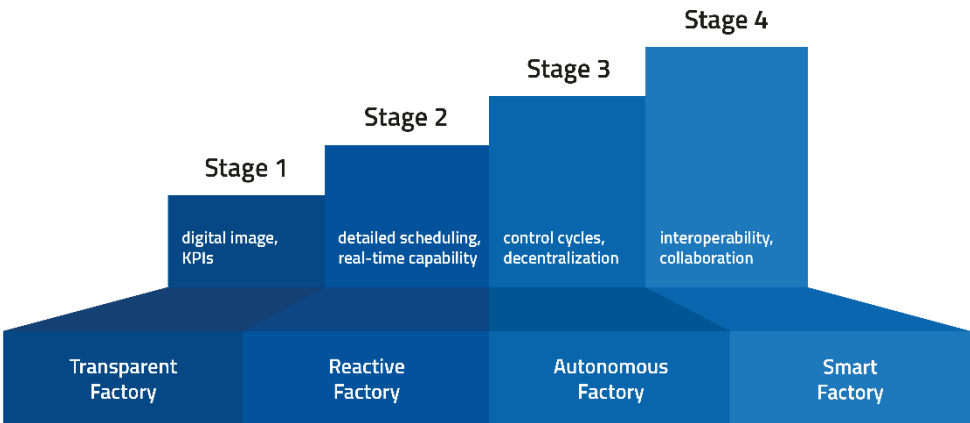 Stage 1
Stage 2
Stage 3
Stage 4
digital image,
KPIs
detailed scheduling,
real-time capability
control cycles,
decentralization
interoperability,
collaboration
Transparent
Factory
Reactive
Factory
Autonomous
Factory
Smart
Factory